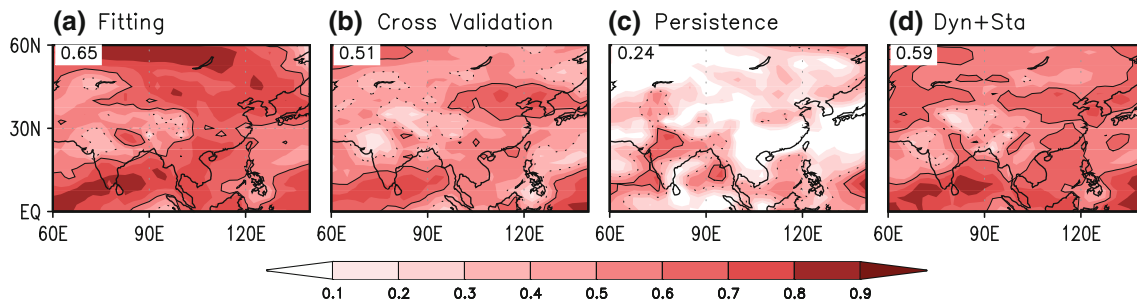 (a) Fitting
(b) Cross Validation
(c) Persistence
(d) Dyn+Sta
60N
0.65
0.51
0.24
0.59
30N
EQ
60E 90E 120E
60E 90E 120E
60E 90E 120E
60E 90E 120E
0.1 0.2 0.3 0.4 0.5 0.6 0.7 0.8 0.9